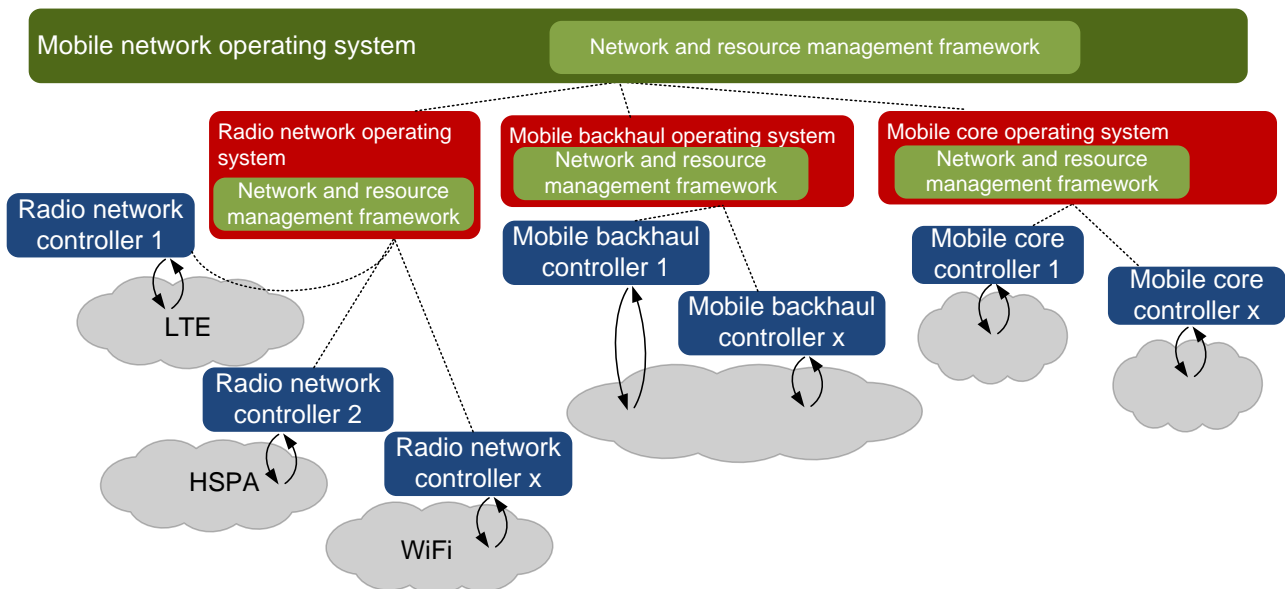 Mobile network operating system
Network and resource management framework
Radio network operating
system
Network and resource
management framework
Mobile backhaul operating system
Network and resource
management framework
Mobile core operating system
Network and resource
management framework
Radio network
controller 1
LTE
Radio network
controller 2
HSPA
Radio network
controller x
WiFi
Mobile backhaul
controller 1
Mobile backhaul
controller x
Mobile core
controller 1
Mobile core
controller x